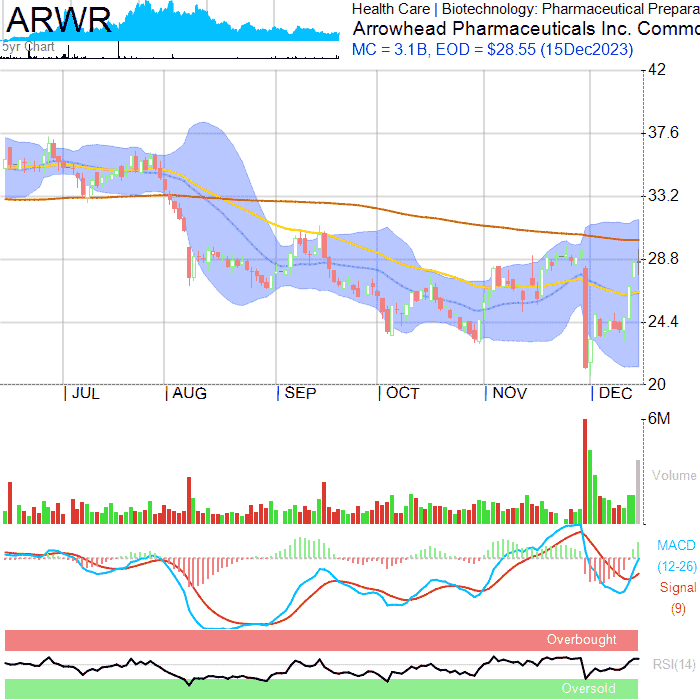 ARWR
5yr Chart
Health Care | Biotechnology: Pharmaceutical Prepara
Arrowhead Pharmaceuticals Inc. Commo
MC = 3.1B, EOD = $28.55 (15Dec2023)
42
37.6
33.2
28.8
24.4
20
| JUL | AUG | SEP | OCT | NOV | DEC
6M
Volume
MACD
(12-26)
Signal
(9)
Overbought
RSI(14)
Oversold